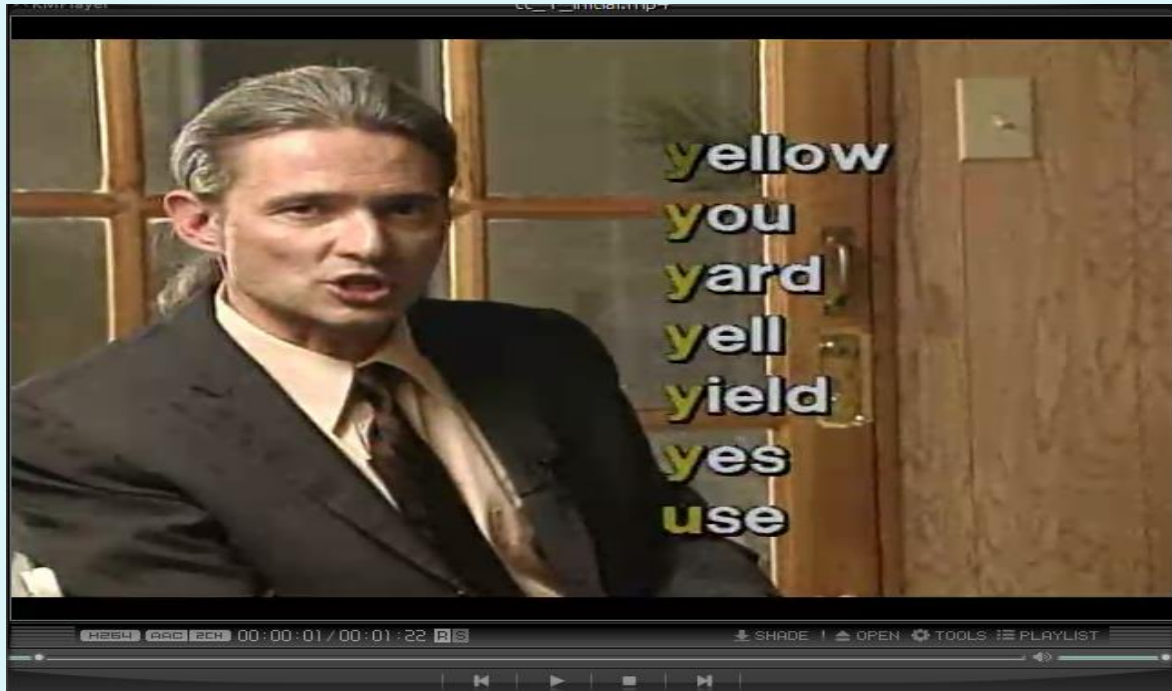 KMPlayer
yellow
you
yard
yell
yield
yes
use
H264 AAC 2CH 00:00:01/00:01:22 R S
SHADE OPEN TOOLS PLAYLIST